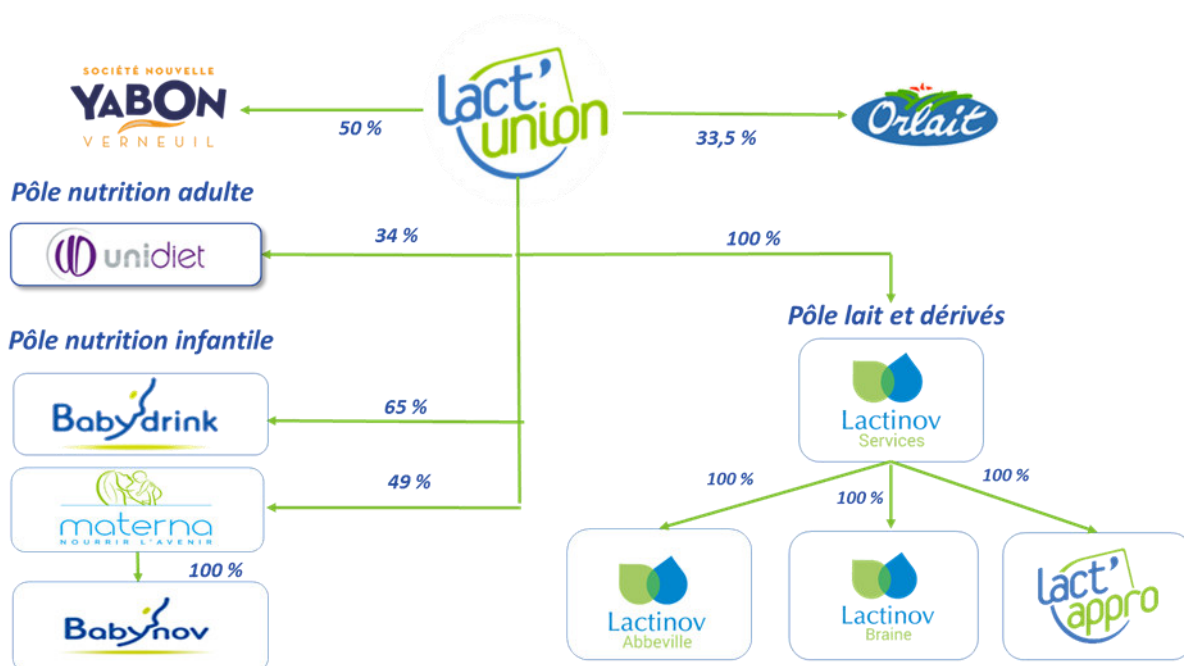 SOCIÉTÉ NOUVELLE
YABON
VERNEUIL
50 %
lact'
union
33,5 %
Orlait
Pôle nutrition adulte
unidiet
34 %
100 %
Pôle nutrition infantile
Pôle lait et dérivés
Babydrink
65 %
Lactinov
Services
materna
NOURRIR L'AVENIR
49 %
100 %
100 %
100 %
100 %
Babynov
Lactinov
Abbeville
Lactinov
Braine
lact'
appro